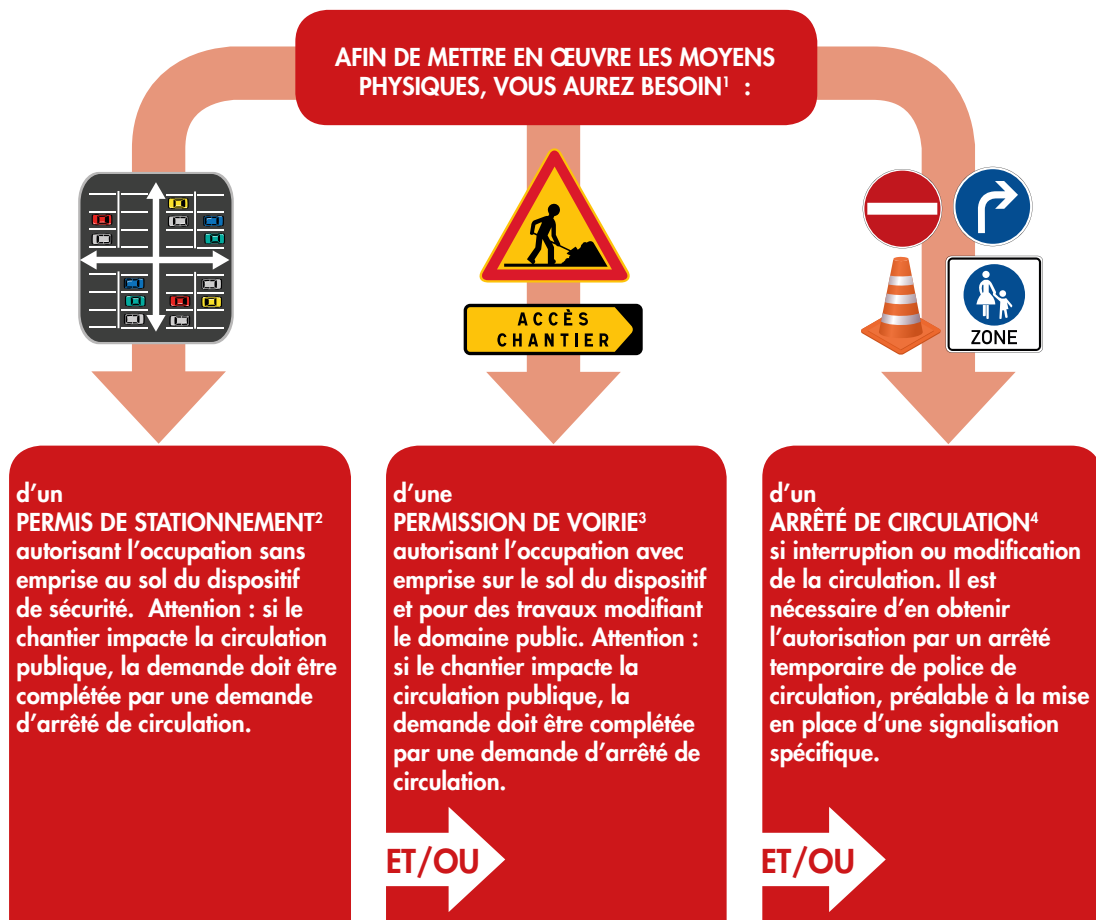 AFIN DE METTRE EN ŒUVRE LES MOYENS
PHYSIQUES, VOUS AUREZ BESOIN¹ :
ACCÈS
CHANTIER
ZONE
d’un
PERMIS DE STATIONNEMENT²
autorisant l’occupation sans
emprise au sol du dispositif
de sécurité. Attention : si le
chantier impacte la circulation
publique, la demande doit être
complétée par une demande
d’arrêté de circulation.
d’une
PERMISSION DE VOIRIE³
autorisant l’occupation avec
emprise sur le sol du dispositif
et pour des travaux modifiant
le domaine public. Attention :
si le chantier impacte la
circulation publique, la
demande doit être complétée
par une demande d’arrêté de
circulation.
ET/OU
d’un
ARRÊTÉ DE CIRCULATION⁴
si interruption ou modification
de la circulation. Il est
nécessaire d’en obtenir
l’autorisation par un arrêté
temporaire de police de
circulation, préalable à la mise
en place d’une signalisation
spécifique.
ET/OU